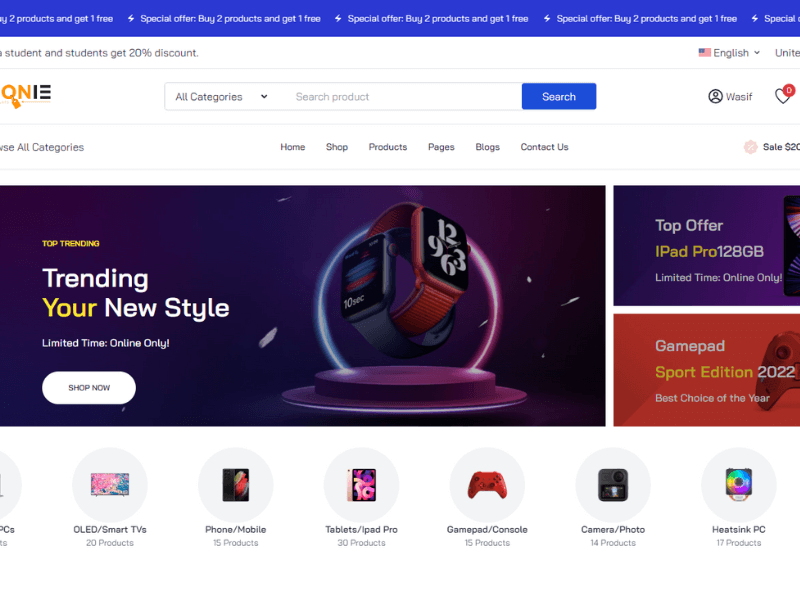 y 2 products and get 1 free Special offer: Buy 2 products and get 1 free Special offer: Buy 2 products and get 1 free Special offer: Buy 2 products and get 1 free Special
a student and students get 20% discount.
English
Unite
ONIE
All Categories
Search product
Search
Wasif
0
wse All Categories
Home
Shop
Products
Pages
Blogs
Contact Us
Sale $20
TOP TRENDING
Trending
Your New Style
Limited Time: Online Only!
SHOP NOW
10sec
12
9 3
6
Top Offer
IPad Pro128GB
Limited Time: Online Only!
Gamepad
Sport Edition 2022
Best Choice of the Year
PCs
ts
OLED/Smart TVs
20 Products
Phone/Mobile
15 Products
Tablets/Ipad Pro
30 Products
Gamepad/Console
15 Products
Camera/Photo
14 Products
Heatsink PC
17 Products